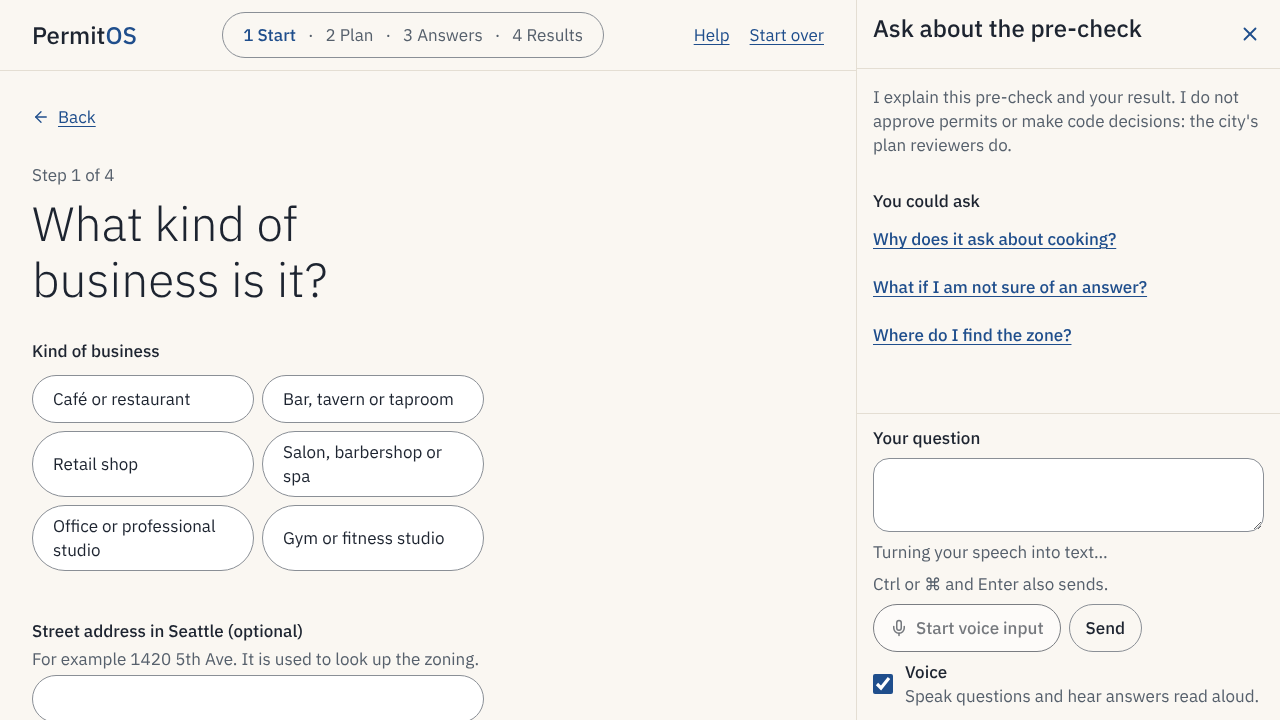 PermitOS
1 Start · 2 Plan · 3 Answers · 4 Results
Help
Start over
Back
Step 1 of 4
What kind of
business is it?
Kind of business
Café or restaurant
Bar, tavern or taproom
Retail shop
Salon, barbershop or
spa
Office or professional
studio
Gym or fitness studio
Street address in Seattle (optional)
For example 1420 5th Ave. It is used to look up the zoning.
Ask about the pre-check
I explain this pre-check and your result. I do not
approve permits or make code decisions: the city's
plan reviewers do.
You could ask
Why does it ask about cooking?
What if I am not sure of an answer?
Where do I find the zone?
Your question
Turning your speech into text...
Ctrl or ⌘ and Enter also sends.
Start voice input
Send
Voice
Speak questions and hear answers read aloud.